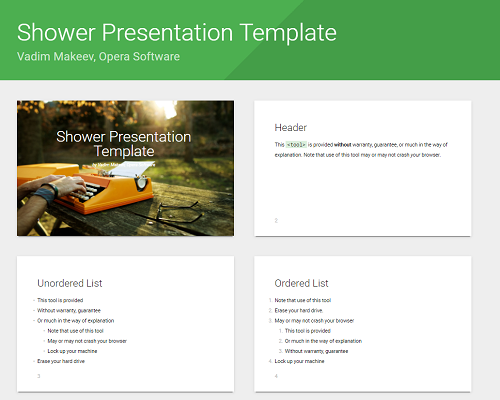 Shower Presentation Template
Vadim Makeev, Opera Software
Shower Presentation
Template
by Vadim Makeev, Opera Software
Header
This <tool> is provided without warranty, guarantee, or much in the way of
explanation. Note that use of this tool may or may not crash your browser.
2
Unordered List
This tool is provided
Without warranty, guarantee
Or much in the way of explanation
Note that use of this tool
May or may not crash your browser
Lock up your machine
Erase your hard drive
3
Ordered List
1. Note that use of this tool
2. Erase your hard drive
3. May or may not crash your browser
1. This tool is provided
2. Or much in the way of explanation
3. Without warranty, guarantee
4. Lock up your machine
4